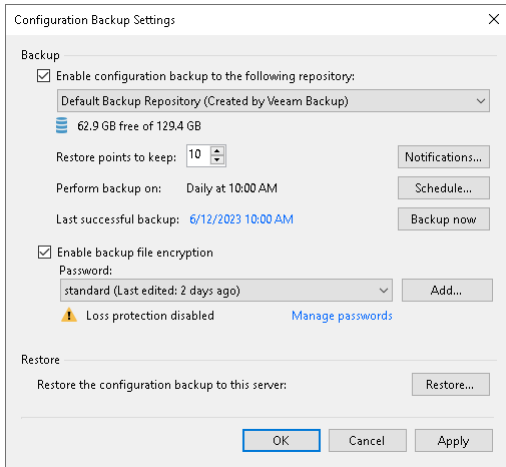 Configuration Backup Settings
Backup
Enable configuration backup to the following repository:
Default Backup Repository (Created by Veeam Backup)
62.9 GB free of 129.4 GB
Restore points to keep: 10 Notifications...
Perform backup on: Daily at 10:00 AM Schedule...
Last successful backup: 6/12/2023 10:00 AM Backup now
Enable backup file encryption
Password:
standard (Last edited: 2 days ago) Add...
Loss protection disabled Manage passwords
Restore
Restore the configuration backup to this server: Restore...
OK Cancel Apply